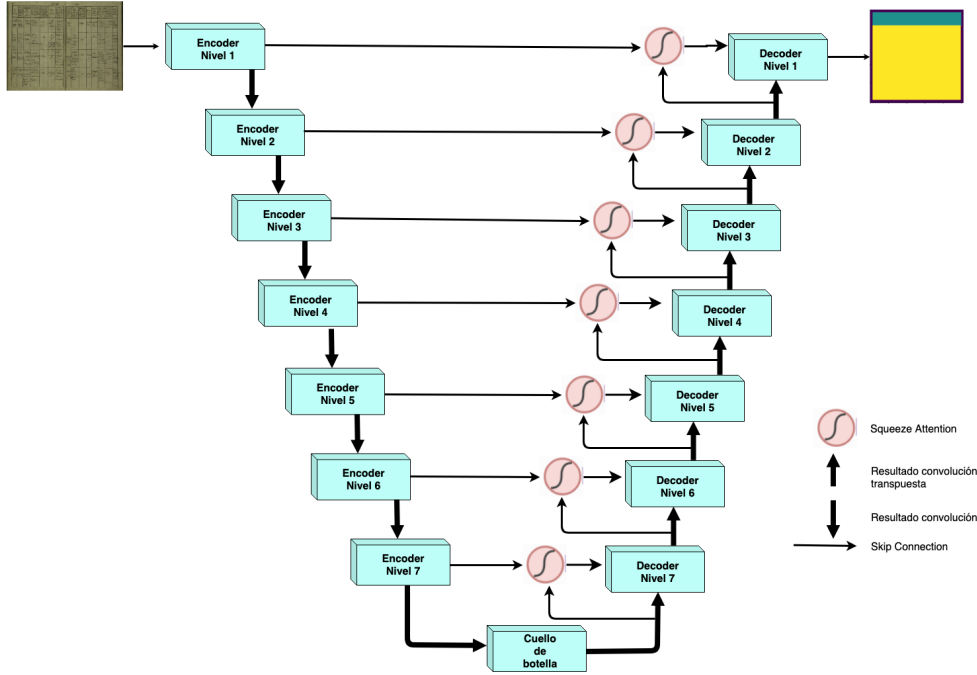 Encoder
Nivel 1
Decoder
Nivel 1
Encoder
Nivel 2
Decoder
Nivel 2
Encoder
Nivel 3
Decoder
Nivel 3
Encoder
Nivel 4
Decoder
Nivel 4
Encoder
Nivel 5
Decoder
Nivel 5
Squeeze Attention
Encoder
Nivel 6
Decoder
Nivel 6
Resultado convolución
transpuesta
Resultado convolución
Skip Connection
Encoder
Nivel 7
Decoder
Nivel 7
Cuello
de
botella